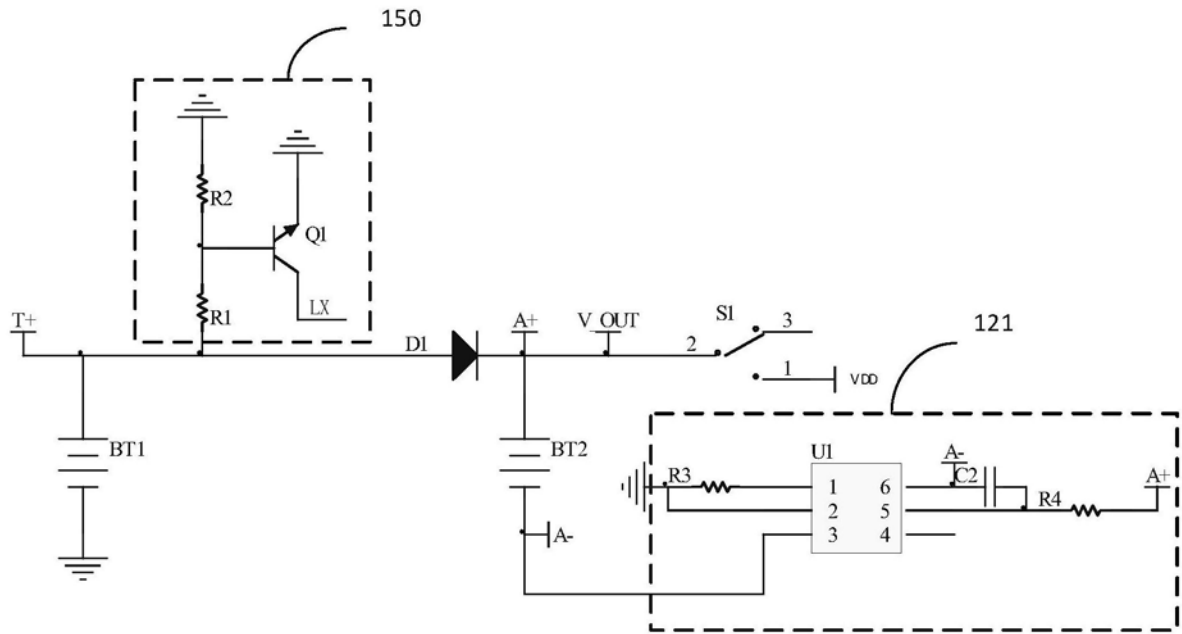 150
R2
Q1
R1
LX
T+
D1
A+
V_OUT
S1
3
2
1
VDD
121
BT1
BT2
A-
U1
R3
1
2
3
6
5
4
A-
C2
R4
A+